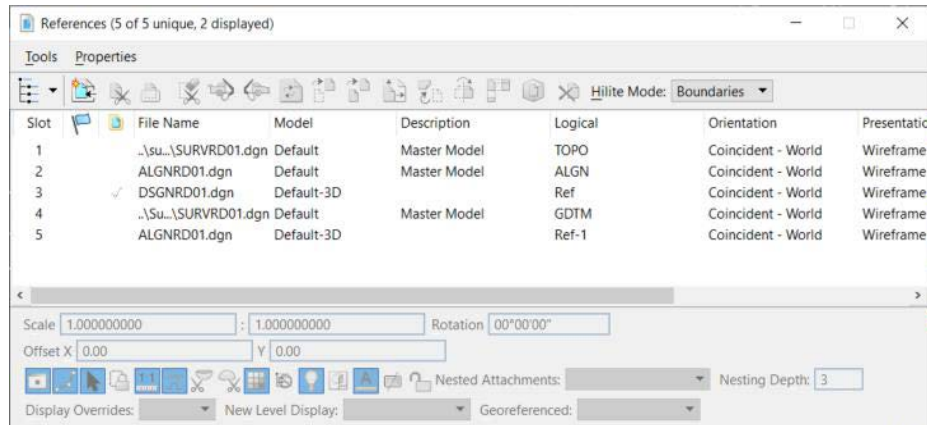 References (5 of 5 unique, 2 displayed)
Tools Properties
Hilite Mode: Boundaries
Slot File Name Model Description Logical Orientation Presentatic
1 ..\su...\SURVRD01.dgn Default Master Model TOPO Coincident - World Wireframe
2 ALGNRD01.dgn Default Master Model ALGN Coincident - World Wireframe
3 DSGNRD01.dgn Default-3D Ref Coincident - World Wireframe
4 ..\Su...\SURVRD01.dgn Default Master Model GDTM Coincident - World Wireframe
5 ALGNRD01.dgn Default-3D Ref-1 Coincident - World Wireframe
Scale 1.000000000 : 1.000000000 Rotation 00°00'00"
Offset X 0.00 Y 0.00
1:1 A Nested Attachments: Nesting Depth: 3
Display Overrides: New Level Display: Georeferenced: